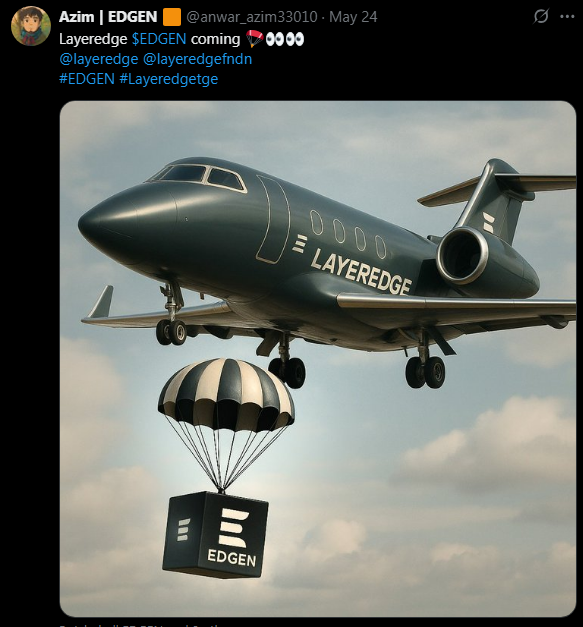 Azim | EDGEN 🟧 @anwar_azim33010 · May 24
Layeredge $EDGEN coming 🪂👀👀
@layeredge @layeredgefndn
#EDGEN #Layeredgetge
LAYEREDGE
EDGEN